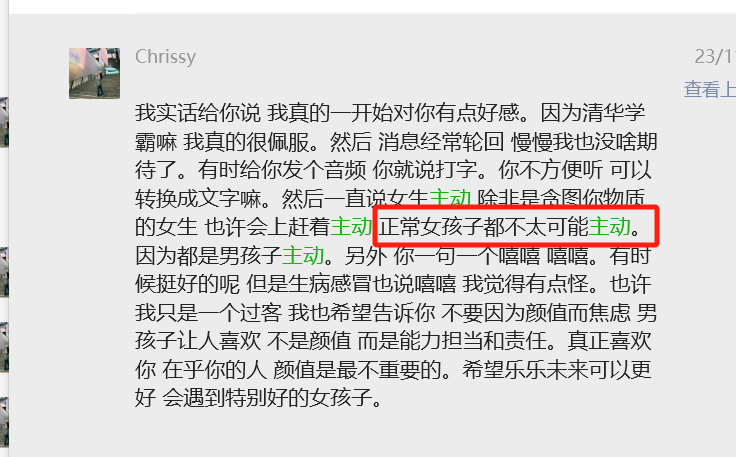 Chrissy
23/1
查看上
我实话给你说 我真的一开始对你有点好感。因为清华学
霸嘛 我真的很佩服。然后 消息经常轮回 慢慢我也没啥期
待了。有时给你发个音频 你就说打字。你不方便听 可以
转换成文字嘛。然后一直说女生主动 除非是含图你物质
的女生 也许会上赶着主动 正常女孩子都不太可能主动。
因为都是男孩子主动。另外 你一句一个嘻嘻 嘻嘻。有时
候挺好的呢 但是生病感冒也说嘻嘻 我觉得有点怪。也许
我只是一个过客 我也希望告诉你 不要因为颜值而焦虑 男
孩子让人喜欢 不是颜值 而是能力担当和责任。真正喜欢
你 在乎你的人 颜值是最不重要的。希望乐乐未来可以更
好 会遇到特别好的女孩子。